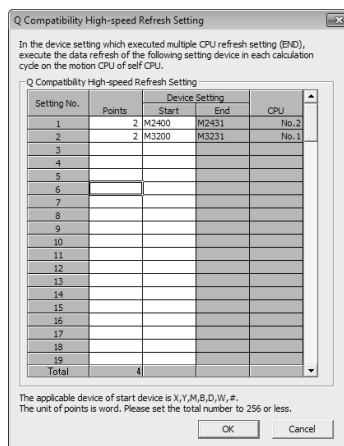 Q Compatibility High-speed Refresh Setting
In the device setting which executed multiple CPU refresh setting (END),
execute the data refresh of the following setting device in each calculation
cycle on the motion CPU of self CPU.
Q Compatibility High-speed Refresh Setting
Setting No. Points Device Setting CPU
Start End
1 2 M2400 M2431 No.2
2 2 M3200 M3231 No.1
3
4
5
6
7
8
9
10
11
12
13
14
15
16
17
18
19
Total 4
The applicable device of start device is X,Y,M,B,D,W,#.
The unit of points is word. Please set the total number to 256 or less.
OK Cancel